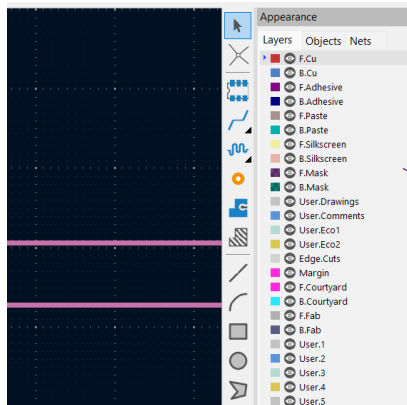 Appearance
Layers Objects Nets
F.Cu
B.Cu
F.Adhesive
B.Adhesive
F.Paste
B.Paste
F.Silkscreen
B.Silkscreen
F.Mask
B.Mask
User.Drawings
User.Comments
User.Eco1
User.Eco2
Edge.Cuts
Margin
F.Courtyard
B.Courtyard
F.Fab
B.Fab
User.1
User.2
User.3
User.4
User.5